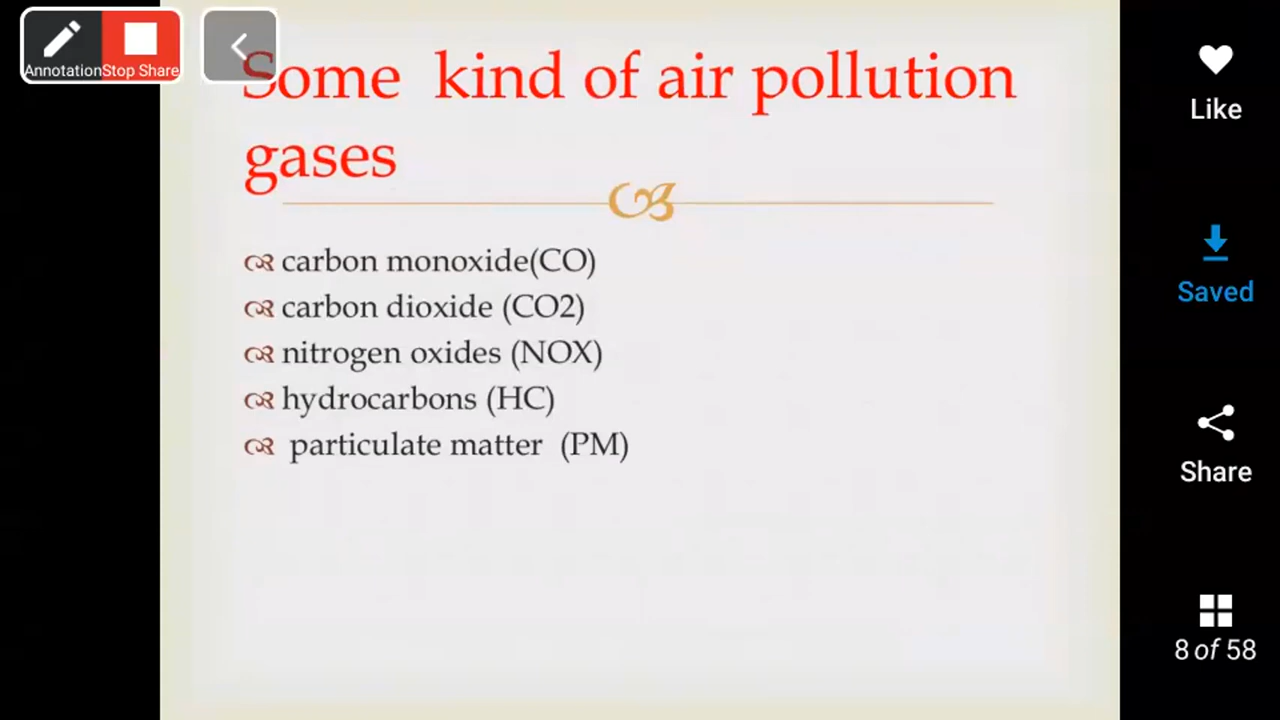 Annotation Stop Share
Some kind of air pollution
gases
carbon monoxide(CO)
carbon dioxide (CO2)
nitrogen oxides (NOX)
hydrocarbons (HC)
particulate matter (PM)
Like
Saved
Share
8 of 58